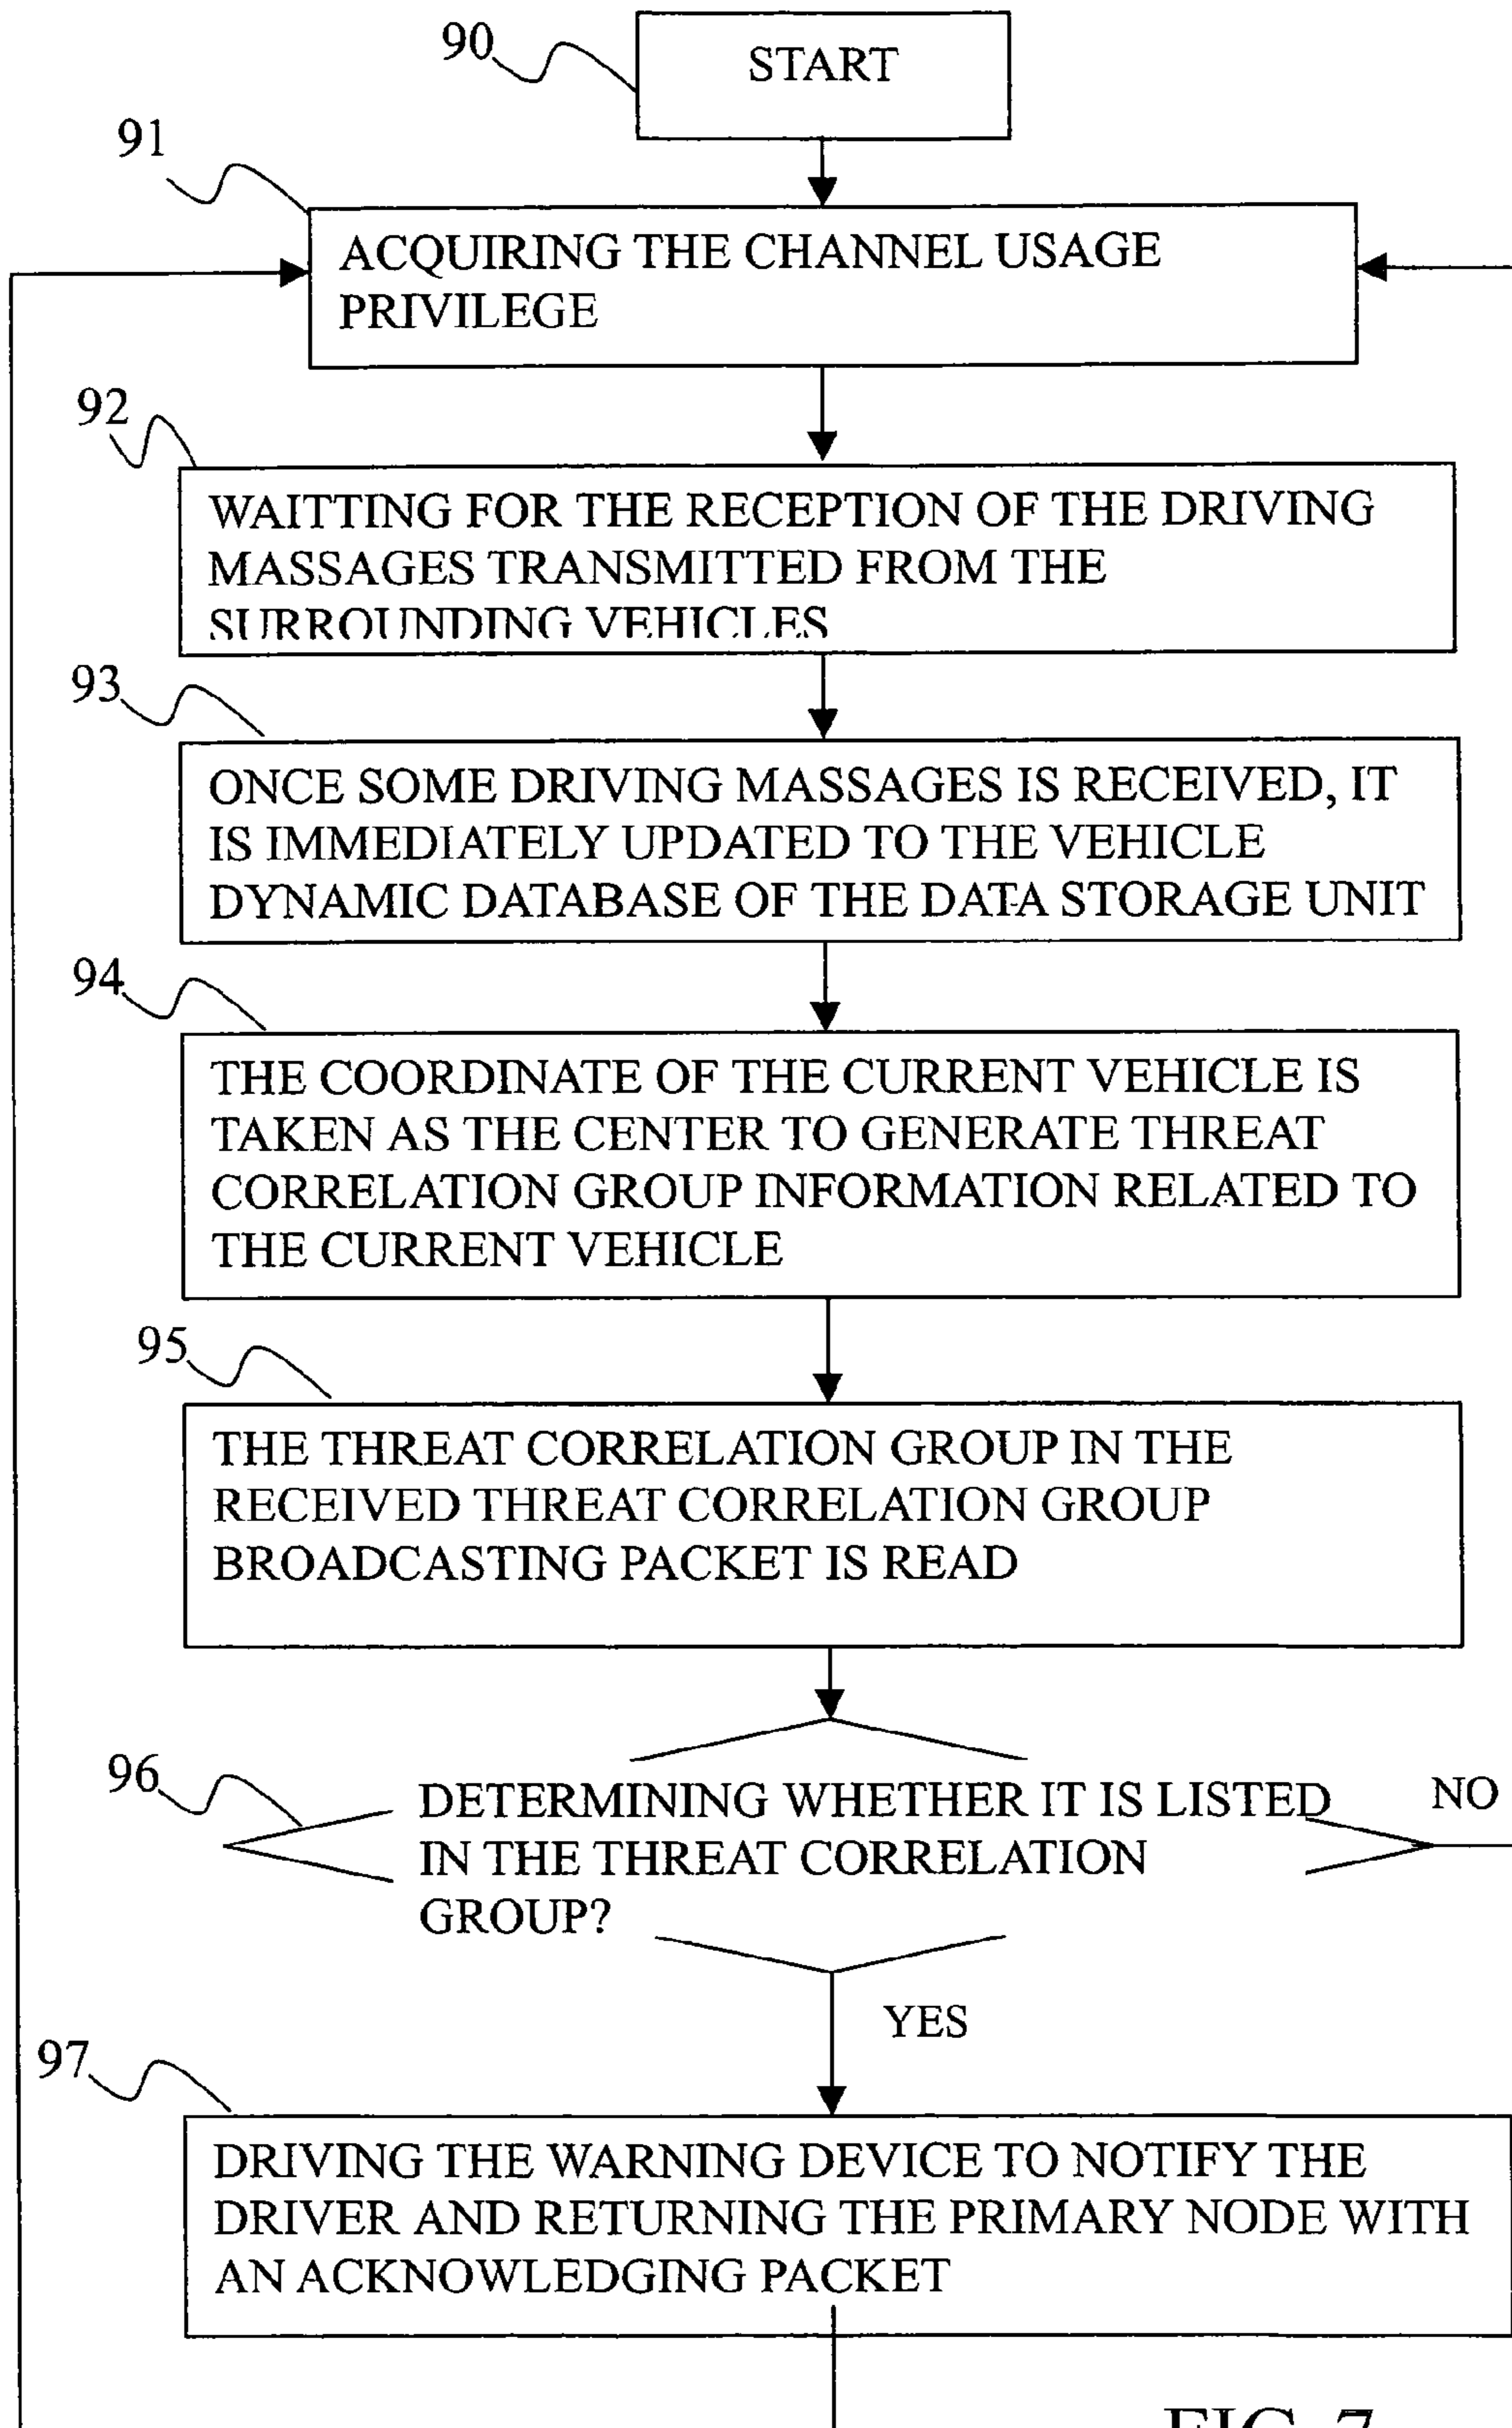 90
START
91
ACQUIRING THE CHANNEL USAGE
PRIVILEGE
92
WAITTING FOR THE RECEPTION OF THE DRIVING
MASSAGES TRANSMITTED FROM THE
SURROUNDING VEHICLES
93
ONCE SOME DRIVING MASSAGES IS RECEIVED, IT
IS IMMEDIATELY UPDATED TO THE VEHICLE
DYNAMIC DATABASE OF THE DATA STORAGE UNIT
94
THE COORDINATE OF THE CURRENT VEHICLE IS
TAKEN AS THE CENTER TO GENERATE THREAT
CORRELATION GROUP INFORMATION RELATED TO
THE CURRENT VEHICLE
95
THE THREAT CORRELATION GROUP IN THE
RECEIVED THREAT CORRELATION GROUP
BROADCASTING PACKET IS READ
96
DETERMINING WHETHER IT IS LISTED
IN THE THREAT CORRELATION
GROUP?
NO
YES
97
DRIVING THE WARNING DEVICE TO NOTIFY THE
DRIVER AND RETURNING THE PRIMARY NODE WITH
AN ACKNOWLEDGING PACKET
FIG. 7